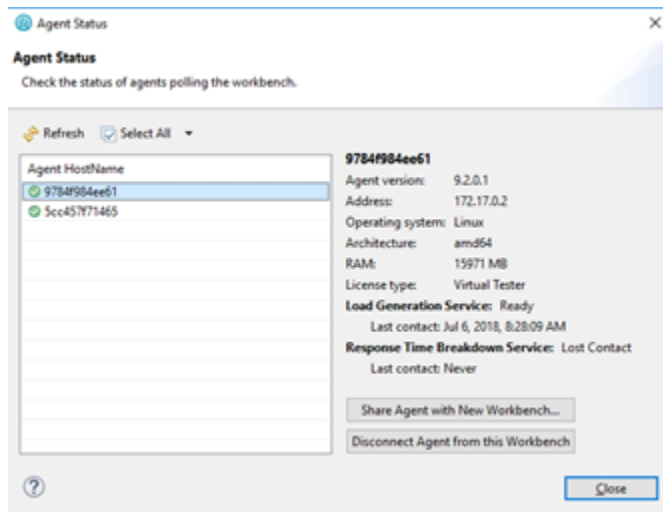 Agent Status
Agent Status
Check the status of agents polling the workbench.
Refresh Select All
Agent HostName
9784f984ee61
5cc457f71465
9784f984ee61
Agent version: 9.2.0.1
Address: 172.17.0.2
Operating system: Linux
Architecture: amd64
RAM: 15971 MB
License type: Virtual Tester
Load Generation Service: Ready
Last contact: Jul 6, 2018, 8:28:09 AM
Response Time Breakdown Service: Lost Contact
Last contact: Never
Share Agent with New Workbench...
Disconnect Agent from this Workbench
Close